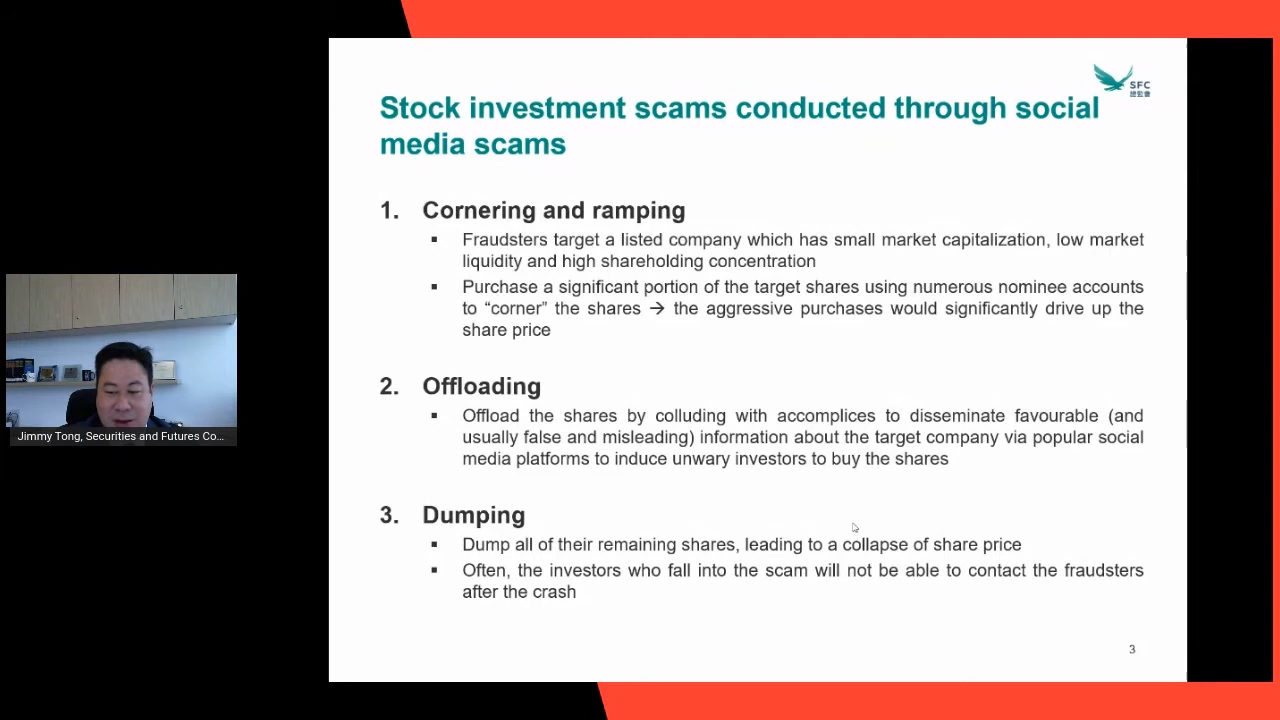 SFC
證監會
Stock investment scams conducted through social
media scams
1. Cornering and ramping
▪ Fraudsters target a listed company which has small market capitalization, low market
liquidity and high shareholding concentration
▪ Purchase a significant portion of the target shares using numerous nominee accounts
to “corner” the shares → the aggressive purchases would significantly drive up the
share price
2. Offloading
▪ Offload the shares by colluding with accomplices to disseminate favourable (and
usually false and misleading) information about the target company via popular social
media platforms to induce unwary investors to buy the shares
3. Dumping
▪ Dump all of their remaining shares, leading to a collapse of share price
▪ Often, the investors who fall into the scam will not be able to contact the fraudsters
after the crash
3
Jimmy Tong, Securities and Futures Co...